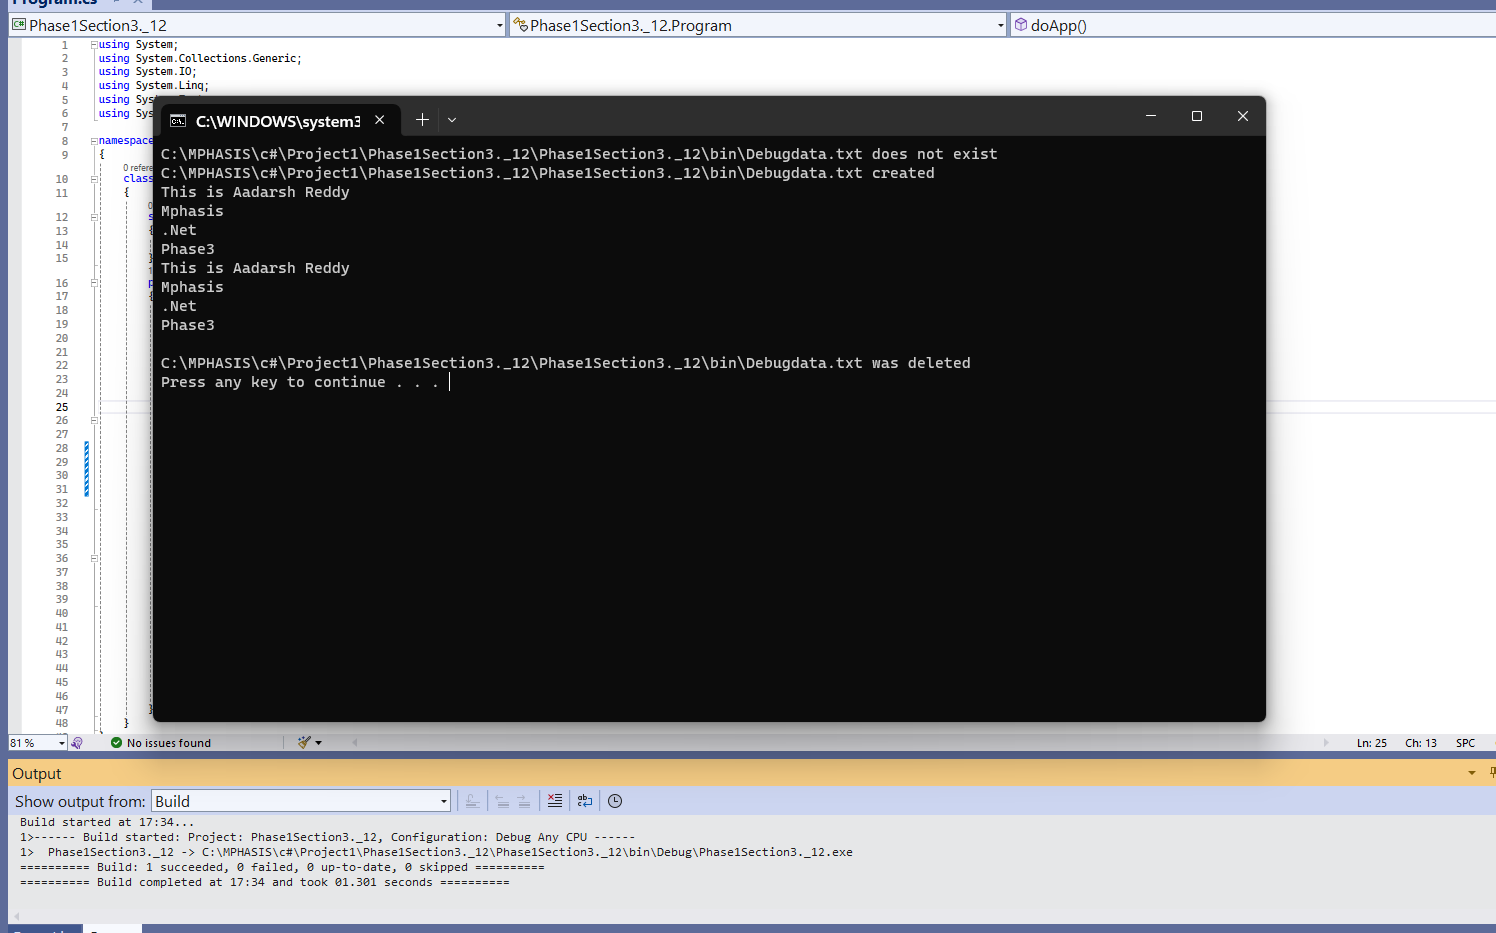 Program.cs
Phase1Section3._12
Phase1Section3._12.Program
doApp()
1 using System;
2 using System.Collections.Generic;
3 using System.IO;
4 using System.Linq;
5 using
6 using
7
8 namespace
9 {
0
10 class
11 {
12
13
14
15
16
17
18
19
20
21
22
23
24
25
26
27
28
29
30
31
32
33
34
35
36
37
38
39
40
41
42
43
44
45
46
47 }
48 }
C:\WINDOWS\system3
C:\MPHASIS\c#\Project1\Phase1Section3._12\Phase1Section3._12\bin\Debugdata.txt does not exist
C:\MPHASIS\c#\Project1\Phase1Section3._12\Phase1Section3._12\bin\Debugdata.txt created
This is Aadarsh Reddy
Mphasis
.Net
Phase3
This is Aadarsh Reddy
Mphasis
.Net
Phase3
C:\MPHASIS\c#\Project1\Phase1Section3._12\Phase1Section3._12\bin\Debugdata.txt was deleted
Press any key to continue . . .
81 %
No issues found
Ln: 25 Ch: 13 SPC
Output
Show output from: Build
Build started at 17:34...
1>------ Build started: Project: Phase1Section3._12, Configuration: Debug Any CPU ------
1>  Phase1Section3._12 -> C:\MPHASIS\c#\Project1\Phase1Section3._12\Phase1Section3._12\bin\Debug\Phase1Section3._12.exe
========== Build: 1 succeeded, 0 failed, 0 up-to-date, 0 skipped ==========
========== Build completed at 17:34 and took 01.301 seconds ==========